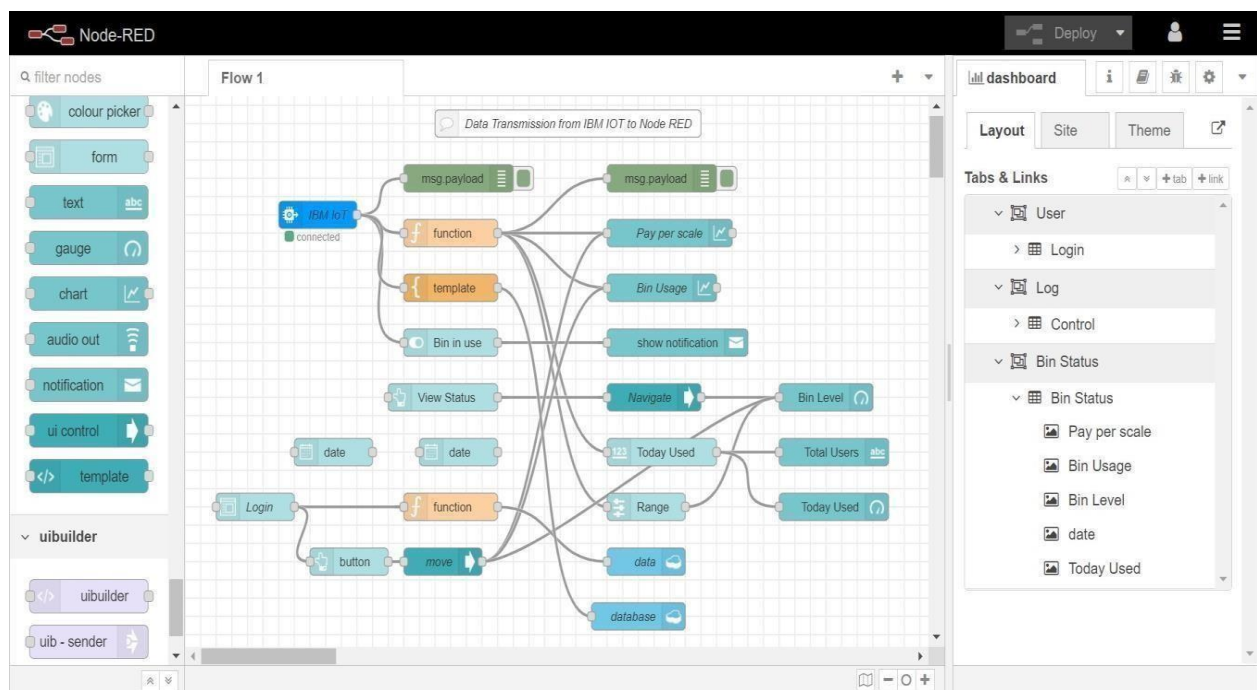 Node-RED
Deploy
filter nodes
Flow 1
dashboard
i
colour picker
form
text
abc
gauge
chart
audio out
notification
ui control
template
uibuilder
uibuilder
uib - sender
Data Transmission from IBM IOT to Node RED
msg.payload
msg.payload
IBM IoT
connected
function
Pay per scale
template
Bin Usage
Bin in use
show notification
View Status
Navigate
Bin Level
date
date
123 Today Used
Total Users abc
Login
function
Range
Today Used
button
move
data
database
Layout
Site
Theme
Tabs & Links
+ tab
+ link
User
Login
Log
Control
Bin Status
Bin Status
Pay per scale
Bin Usage
Bin Level
date
Today Used